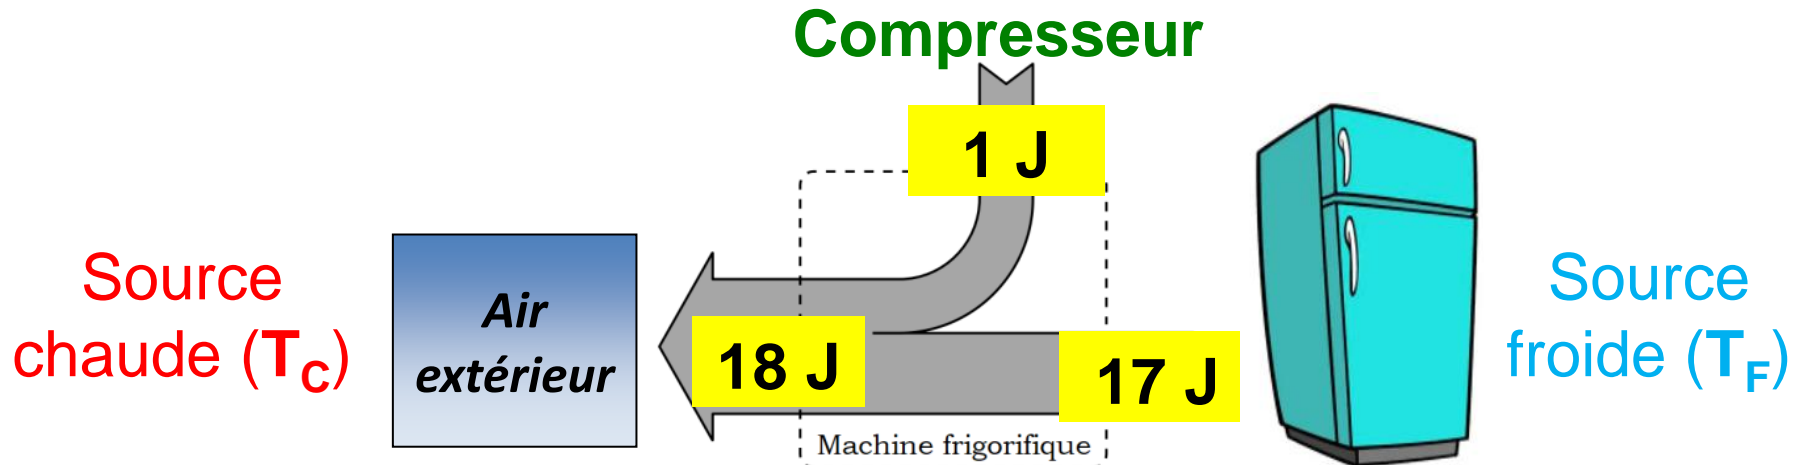 Compresseur
1 J
Source
chaude (TC)
Air
extérieur
18 J
17 J
Source
froide (TF)
Machine frigorifique